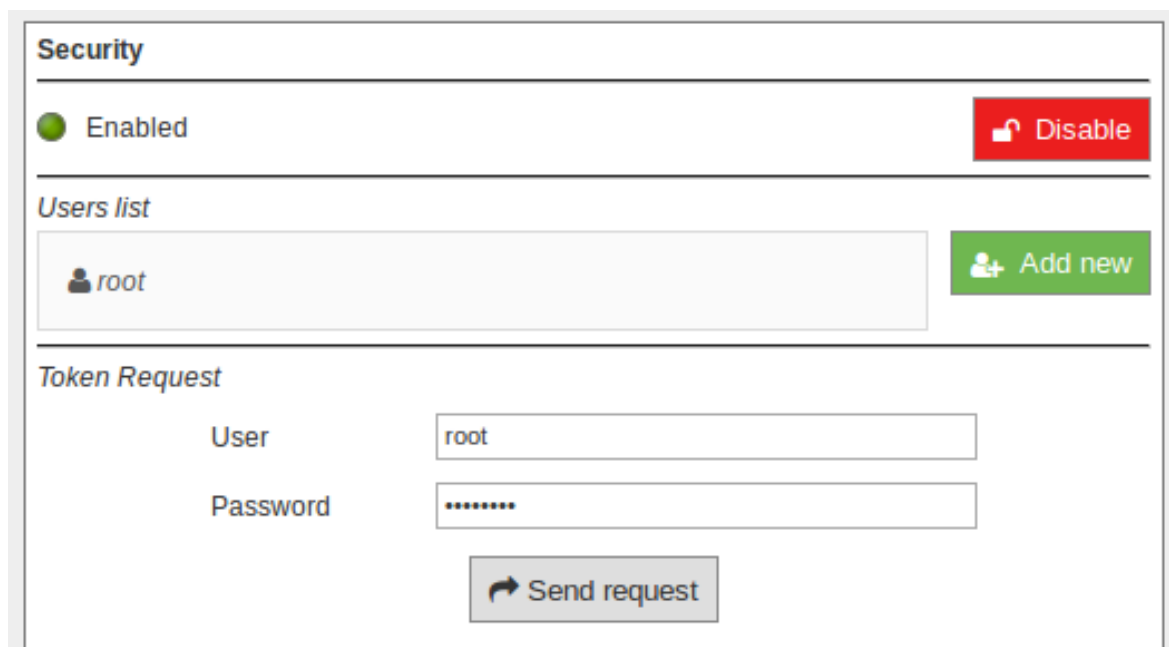 Security
Enabled
Disable
Users list
root
Add new
Token Request
User
root
Password
••••••••
Send request